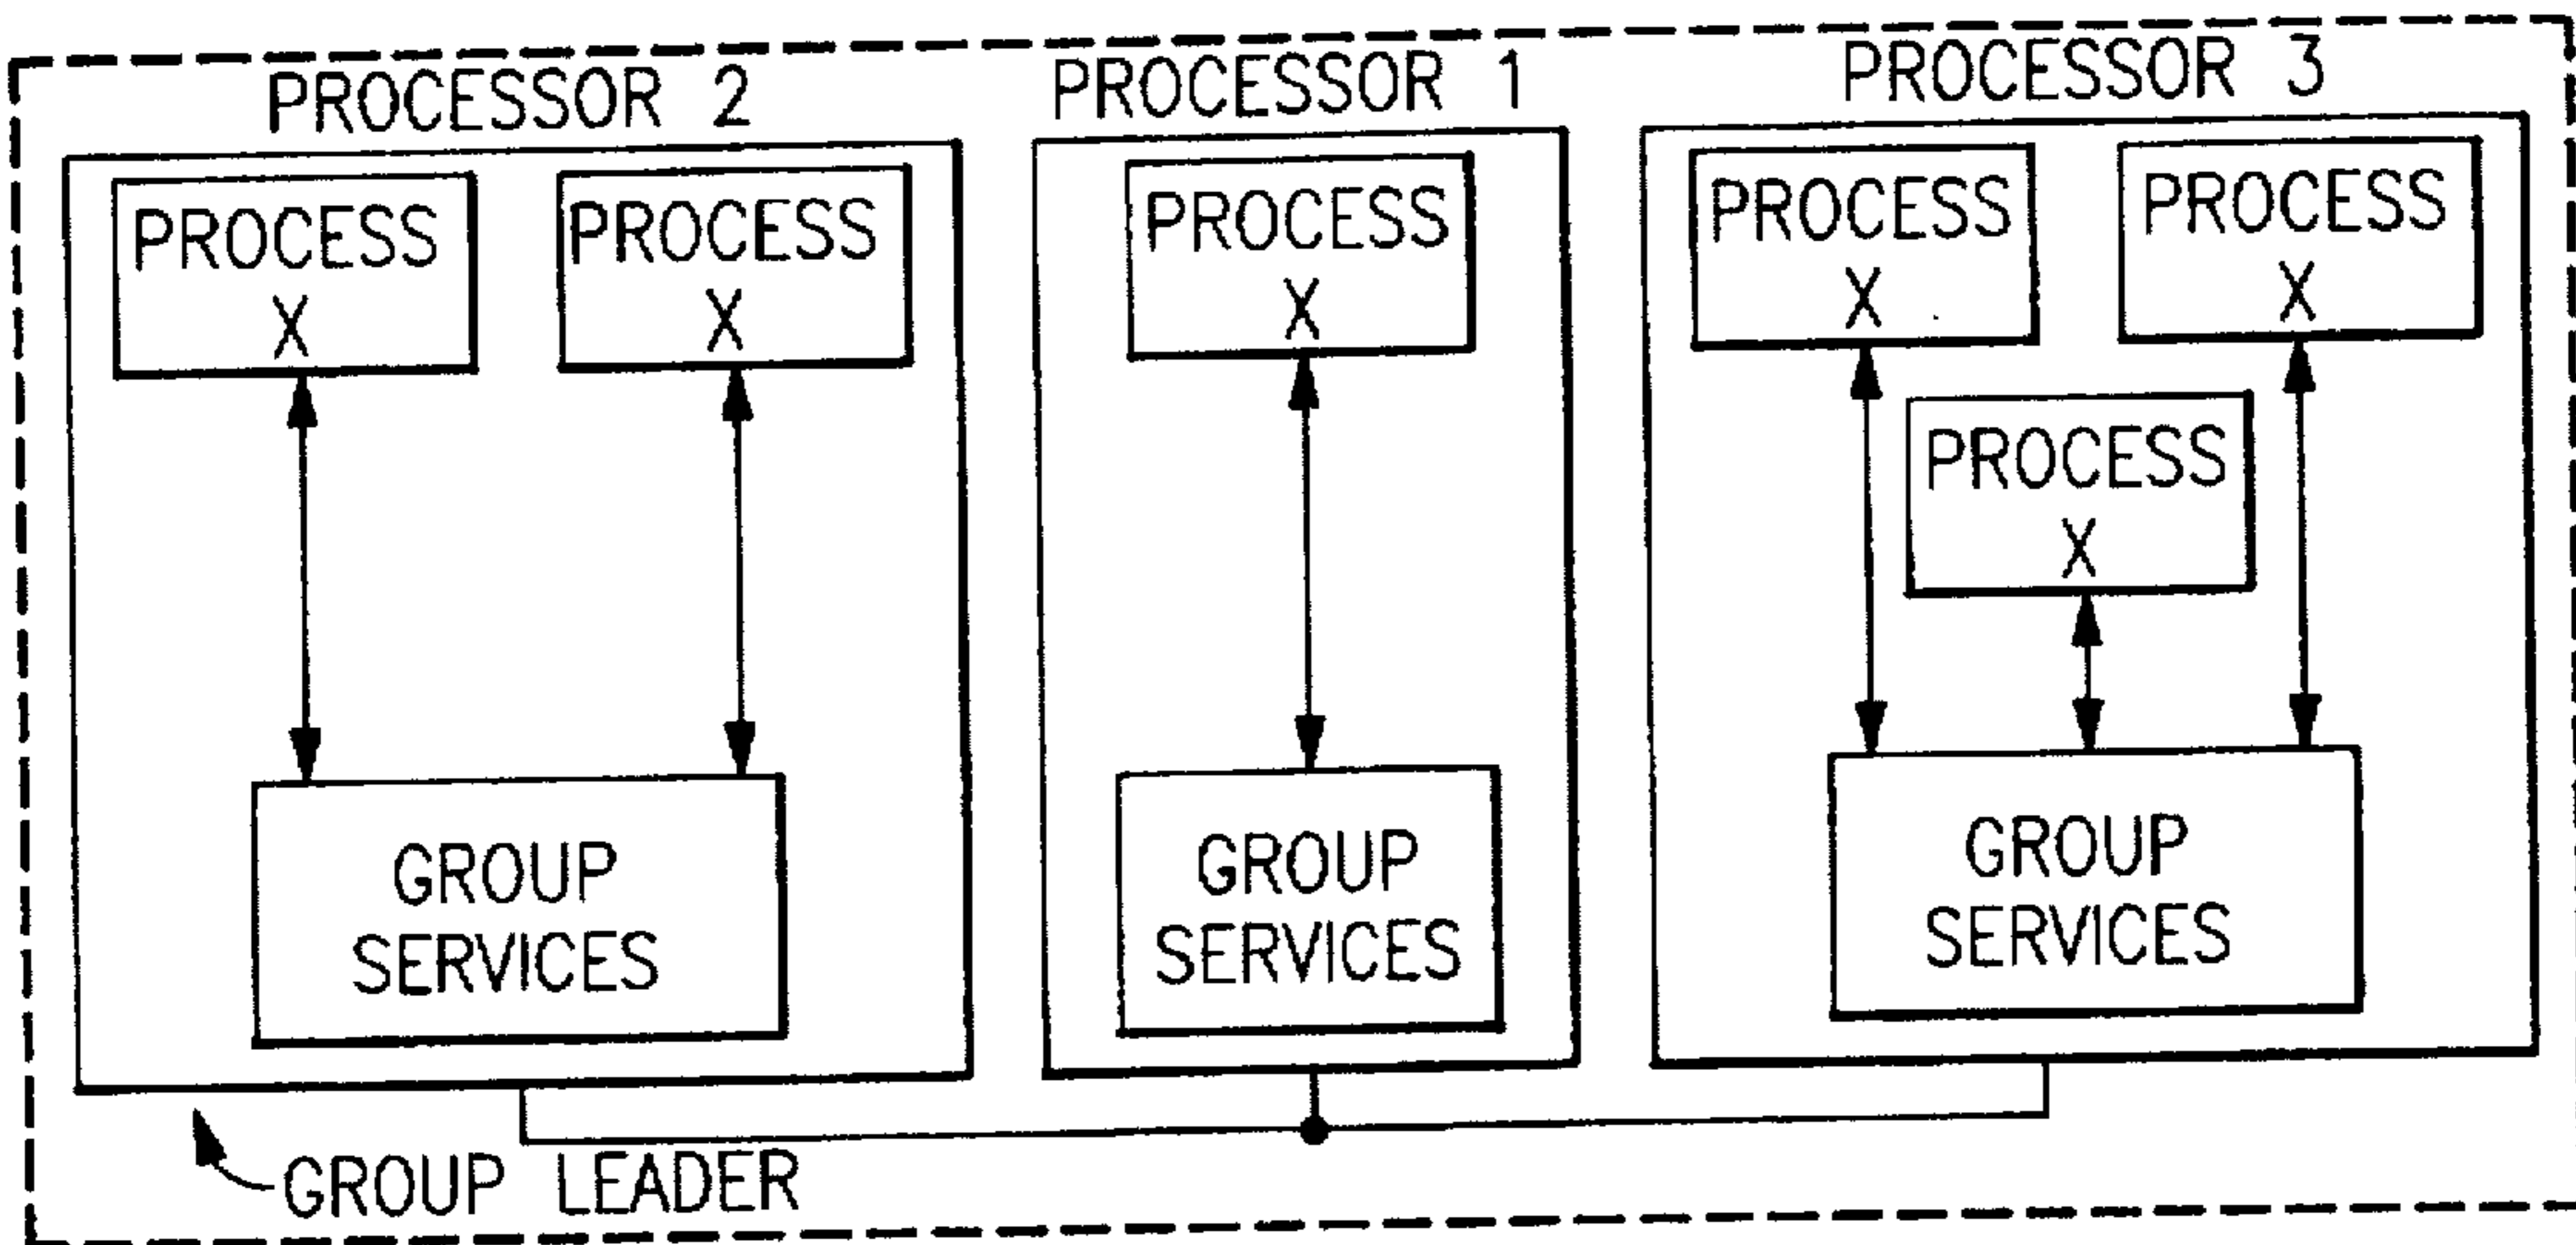 PROCESSOR 2
PROCESSOR 1
PROCESSOR 3
PROCESS
X
PROCESS
X
PROCESS
X
PROCESS
X
PROCESS
X
PROCESS
X
GROUP
SERVICES
GROUP
SERVICES
GROUP
SERVICES
GROUP LEADER